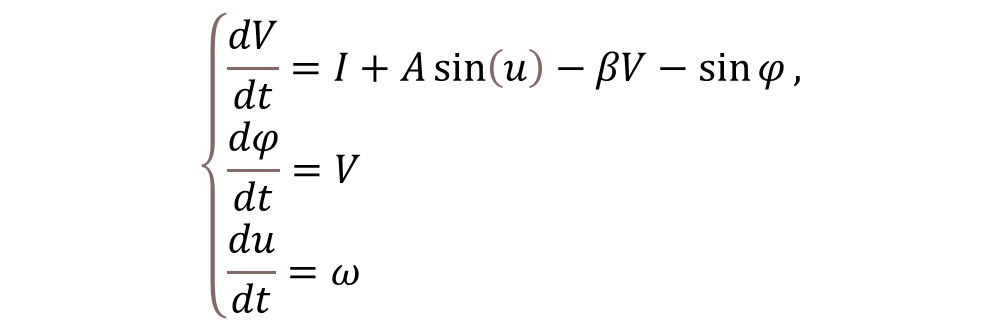 dV/dt = I + A sin(u) − βV − sin φ ,
dφ/dt = V
du/dt = ω